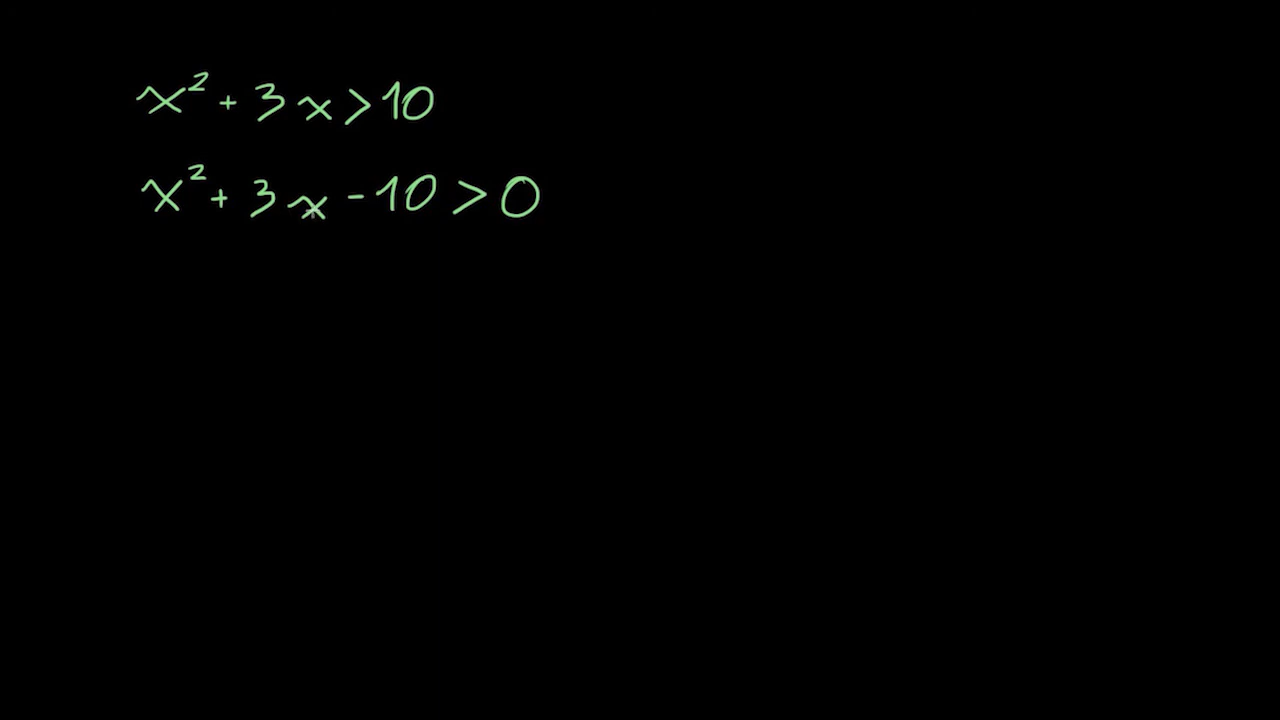 x² + 3x > 10
x² + 3x - 10 > 0